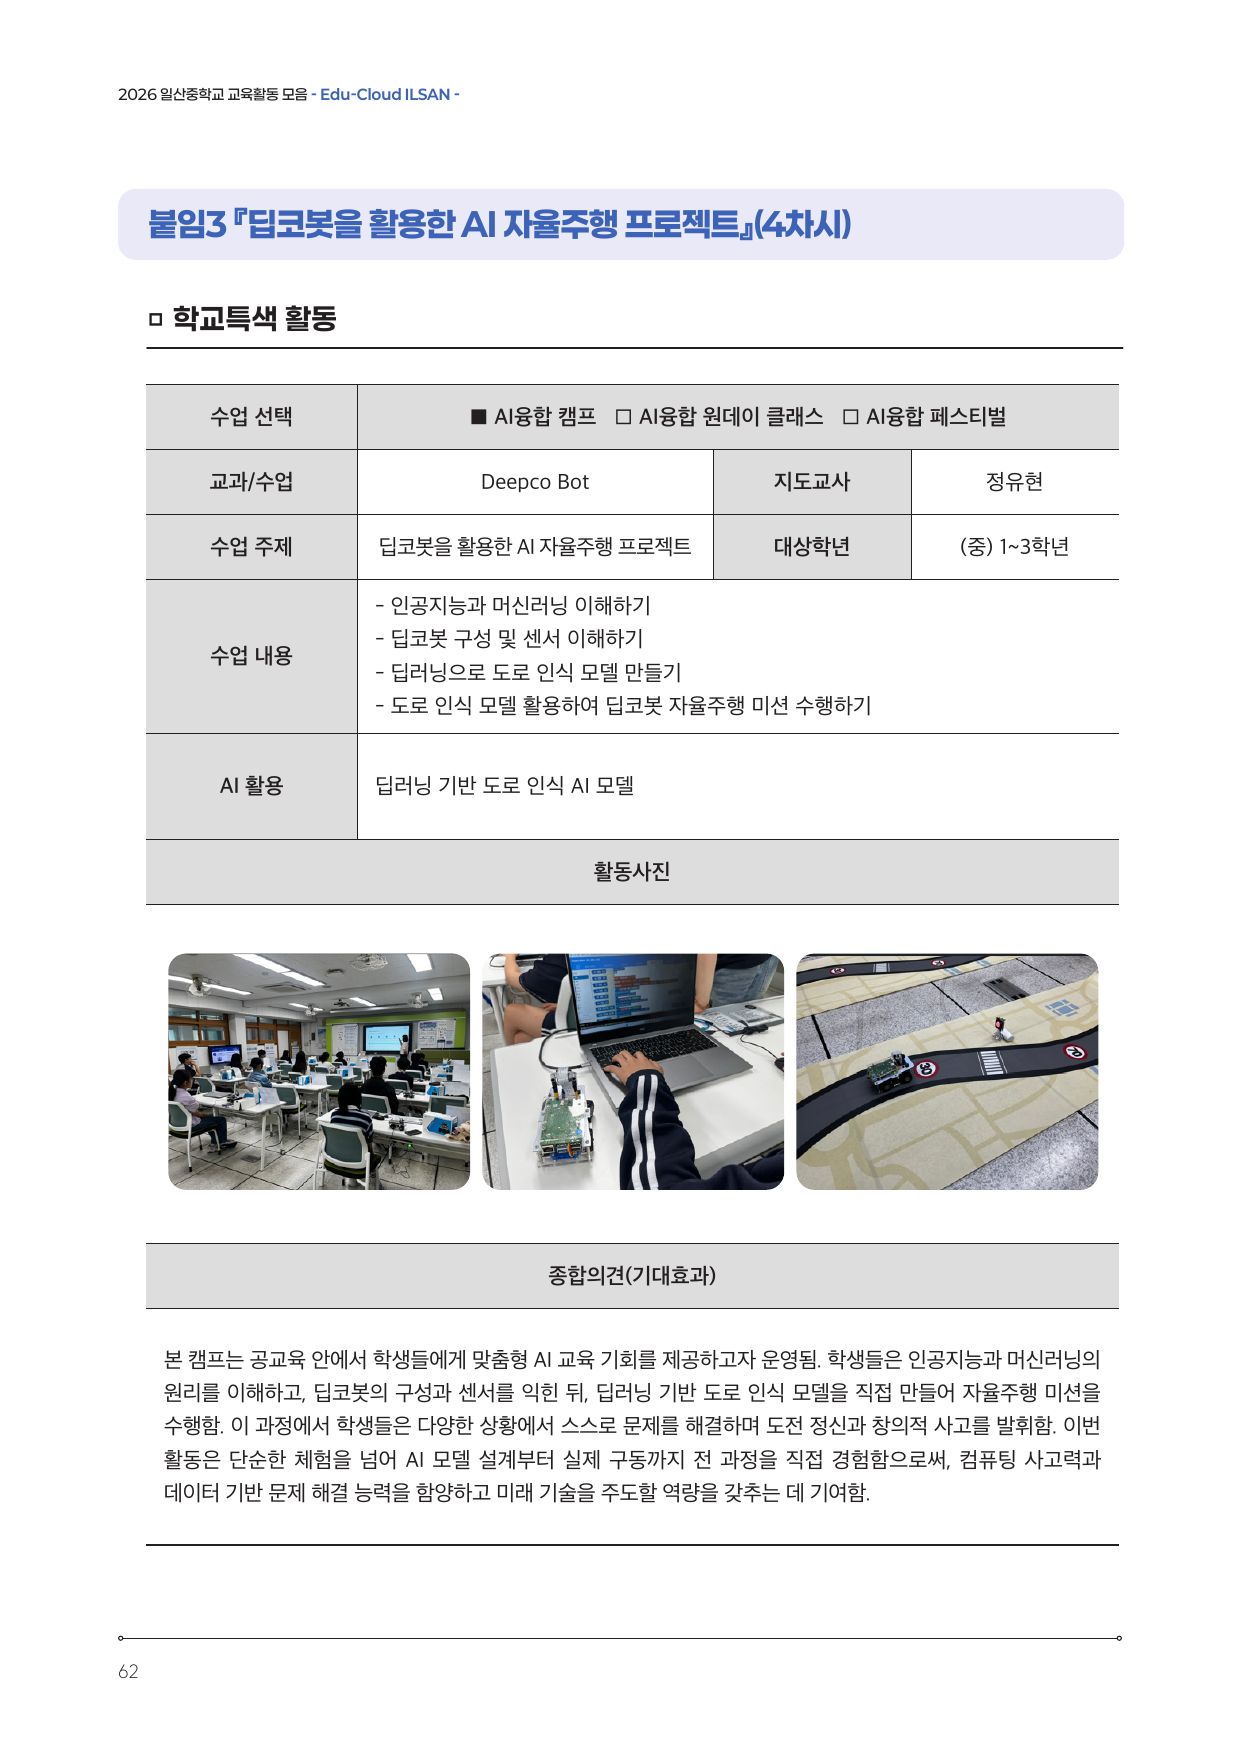 2026 일산중학교 교육활동 모음 - Edu-Cloud ILSAN -
붙임3 『딥코봇을 활용한 AI 자율주행 프로젝트』(4차시)
□ 학교특색 활동
수업 선택 ■ AI융합 캠프 □ AI융합 원데이 클래스 □ AI융합 페스티벌
교과/수업 Deepco Bot 지도교사 정유현
수업 주제 딥코봇을 활용한 AI 자율주행 프로젝트 대상학년 (중) 1~3학년
수업 내용
- 인공지능과 머신러닝 이해하기
- 딥코봇 구성 및 센서 이해하기
- 딥러닝으로 도로 인식 모델 만들기
- 도로 인식 모델 활용하여 딥코봇 자율주행 미션 수행하기
AI 활용 딥러닝 기반 도로 인식 AI 모델
활동사진
30
종합의견(기대효과)
본 캠프는 공교육 안에서 학생들에게 맞춤형 AI 교육 기회를 제공하고자 운영됨. 학생들은 인공지능과 머신러닝의
원리를 이해하고, 딥코봇의 구성과 센서를 익힌 뒤, 딥러닝 기반 도로 인식 모델을 직접 만들어 자율주행 미션을
수행함. 이 과정에서 학생들은 다양한 상황에서 스스로 문제를 해결하며 도전 정신과 창의적 사고를 발휘함. 이번
활동은 단순한 체험을 넘어 AI 모델 설계부터 실제 구동까지 전 과정을 직접 경험함으로써, 컴퓨팅 사고력과
데이터 기반 문제 해결 능력을 함양하고 미래 기술을 주도할 역량을 갖추는 데 기여함.
62